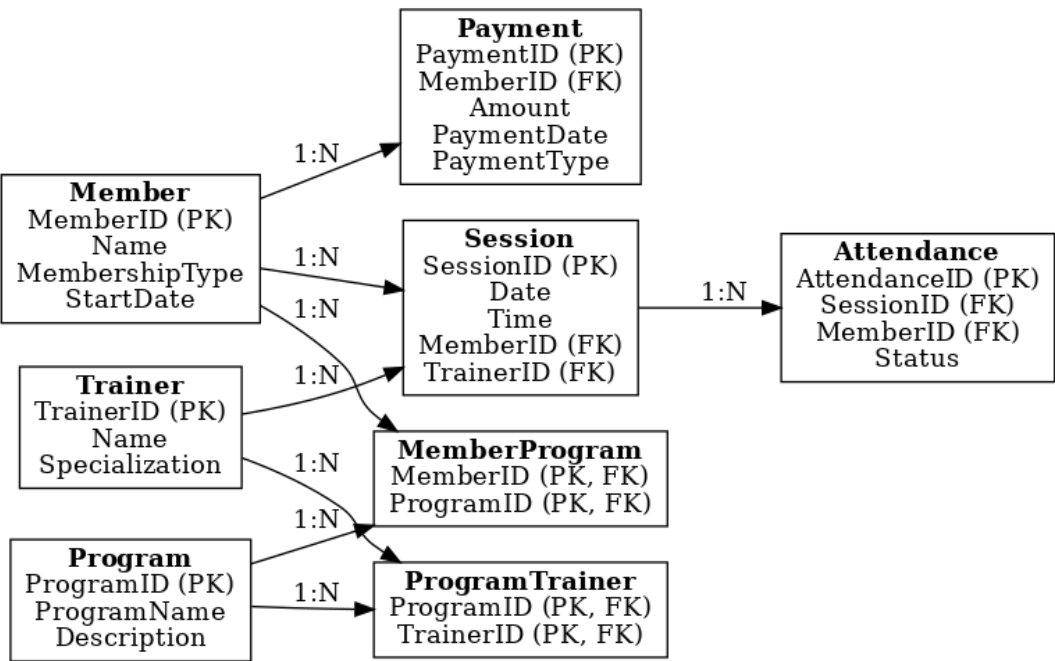 Payment
PaymentID (PK)
MemberID (FK)
Amount
PaymentDate
PaymentType
1:N
Member
MemberID (PK)
Name
MembershipType
StartDate
1:N
1:N
Session
SessionID (PK)
Date
Time
MemberID (FK)
TrainerID (FK)
1:N
Attendance
AttendanceID (PK)
SessionID (FK)
MemberID (FK)
Status
Trainer
TrainerID (PK)
Name
Specialization
1:N
1:N
MemberProgram
MemberID (PK, FK)
ProgramID (PK, FK)
Program
ProgramID (PK)
ProgramName
Description
1:N
1:N
ProgramTrainer
ProgramID (PK, FK)
TrainerID (PK, FK)